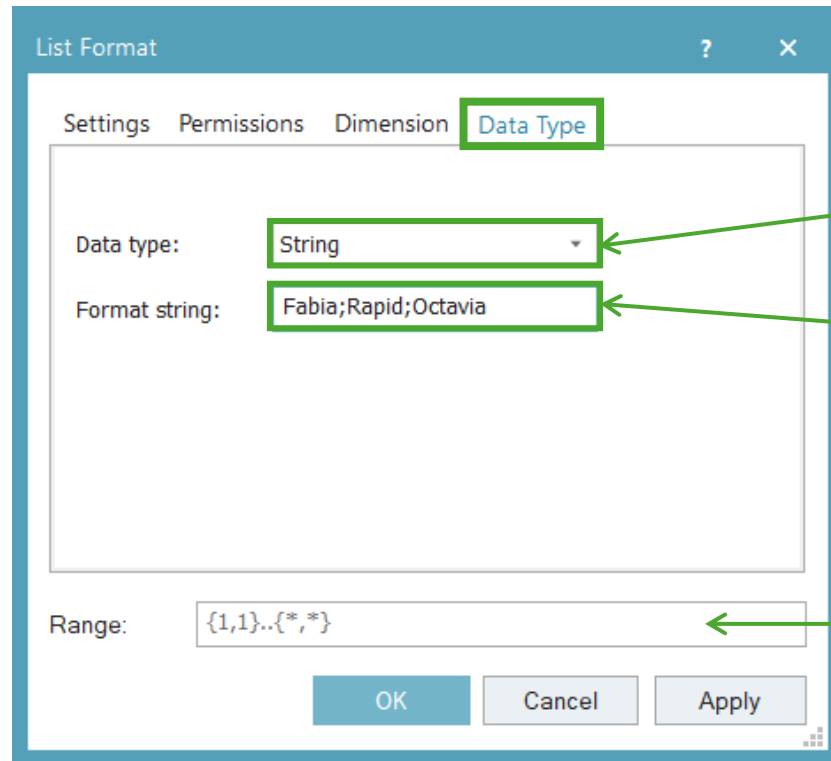 List Format ? ×
Settings Permissions Dimension Data Type
Data type: String
Format string: Fabia;Rapid;Octavia
Range: {1,1}..{*,*}
OK Cancel Apply